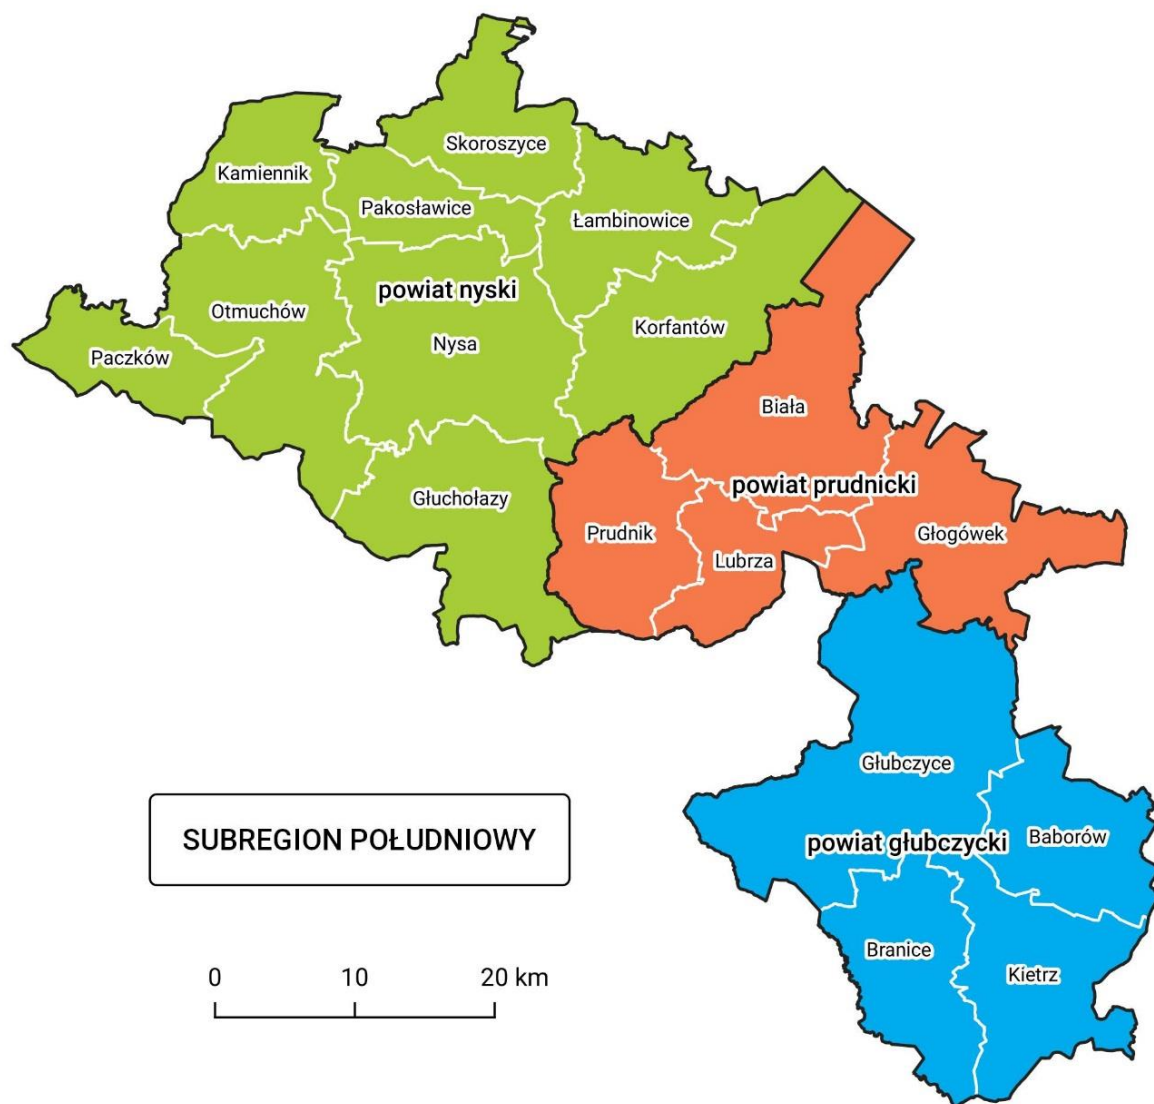 Skoroszyce
Kamiennik
Pakosławice
Łambinowice
powiat nyski
Otmuchów
Korfantów
Nysa
Paczków
Biała
powiat prudnicki
Głuchołazy
Prudnik
Głogówek
Lubrza
Głubczyce
SUBREGION POŁUDNIOWY
powiat głubczycki
Baborów
Branice
Kietrz
0 10 20 km